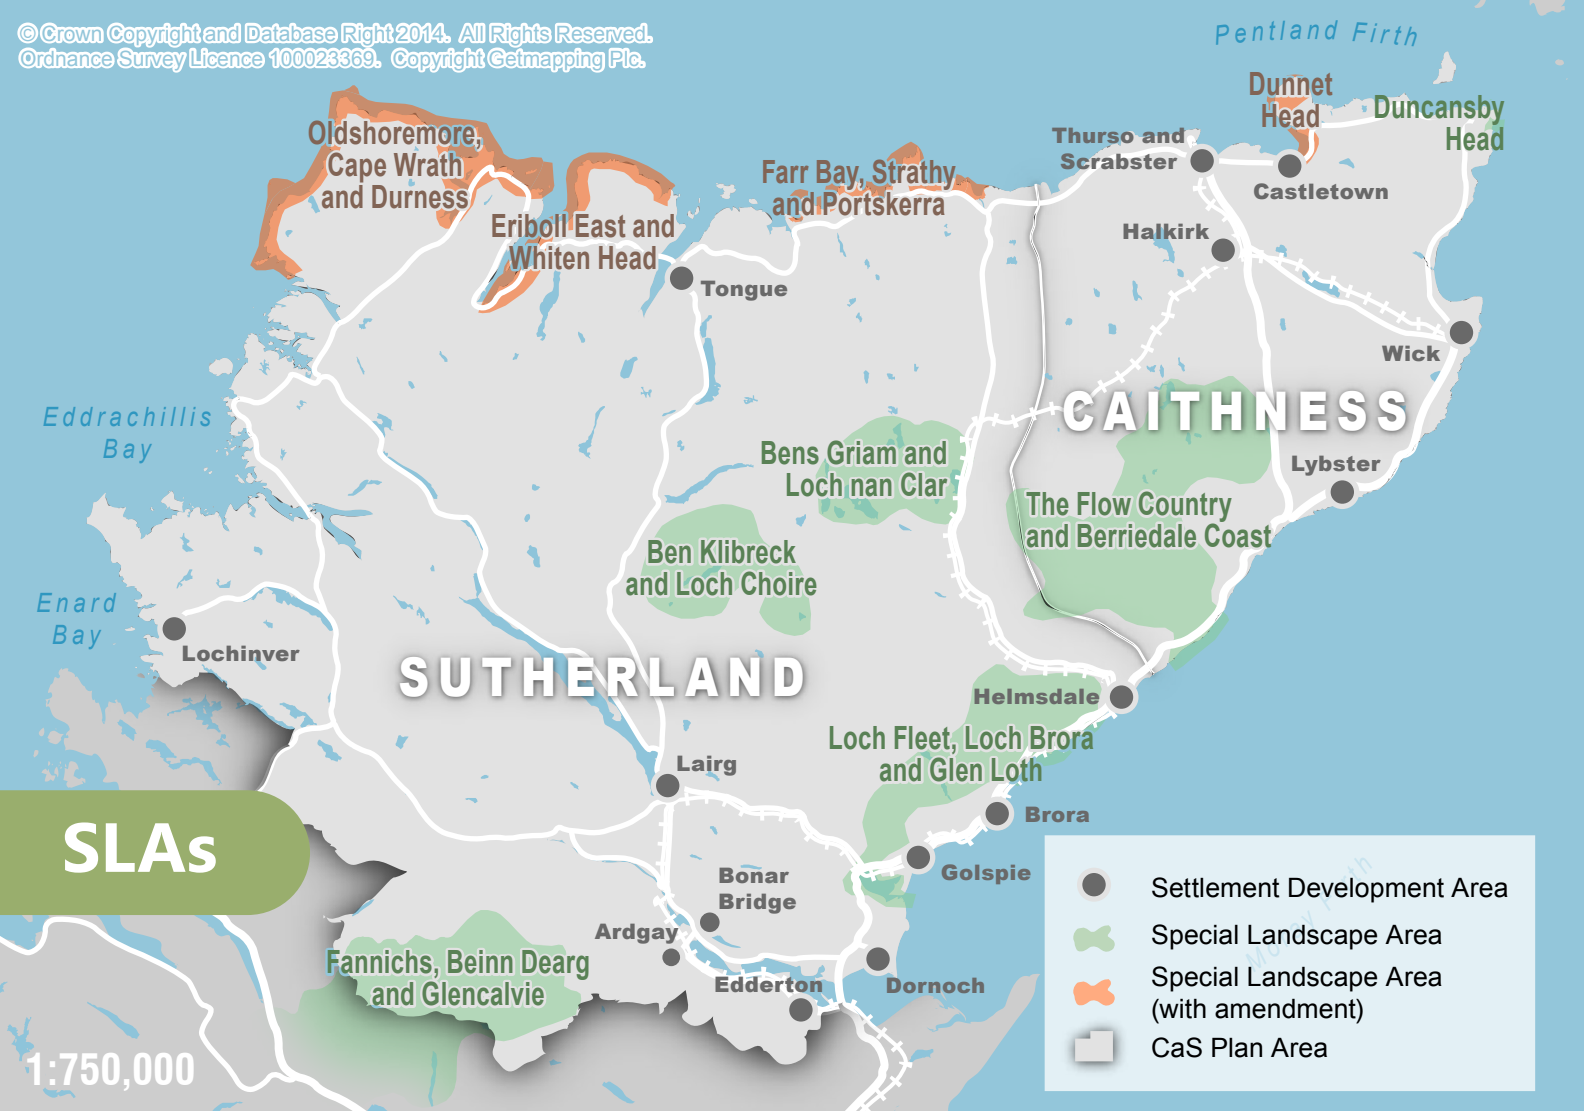 © Crown Copyright and Database Right 2014. All Rights Reserved.
Ordnance Survey Licence 100023369. Copyright Getmapping Plc.
Pentland Firth
Dunnet
Head
Duncansby
Head
Oldshoremore,
Cape Wrath
and Durness
Thurso and
Scrabster
Farr Bay, Strathy
and Portskerra
Castletown
Eriboll East and
Whiten Head
Halkirk
Tongue
Wick
Eddrachillis
Bay
CAITHNESS
Bens Griam and
Loch nan Clar
Lybster
The Flow Country
and Berriedale Coast
Ben Klibreck
and Loch Choire
Enard
Bay
Lochinver
SUTHERLAND
Helmsdale
Loch Fleet, Loch Brora
and Glen Loth
Lairg
Brora
SLAs
Golspie
Bonar
Bridge
Ardgay
Fannichs, Beinn Dearg
and Glencalvie
Edderton
Dornoch
Moray Firth
Settlement Development Area
Special Landscape Area
Special Landscape Area
(with amendment)
CaS Plan Area
1:750,000